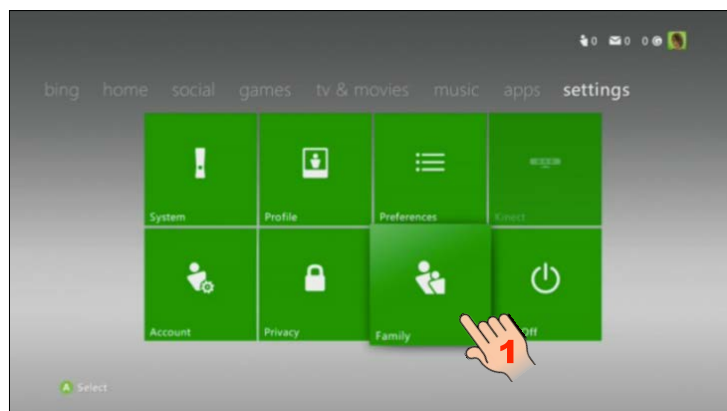 0 0 0 G
bing home social games tv & movies music apps settings
System Profile Preferences Kinect
Account Privacy Family Off
1
A Select